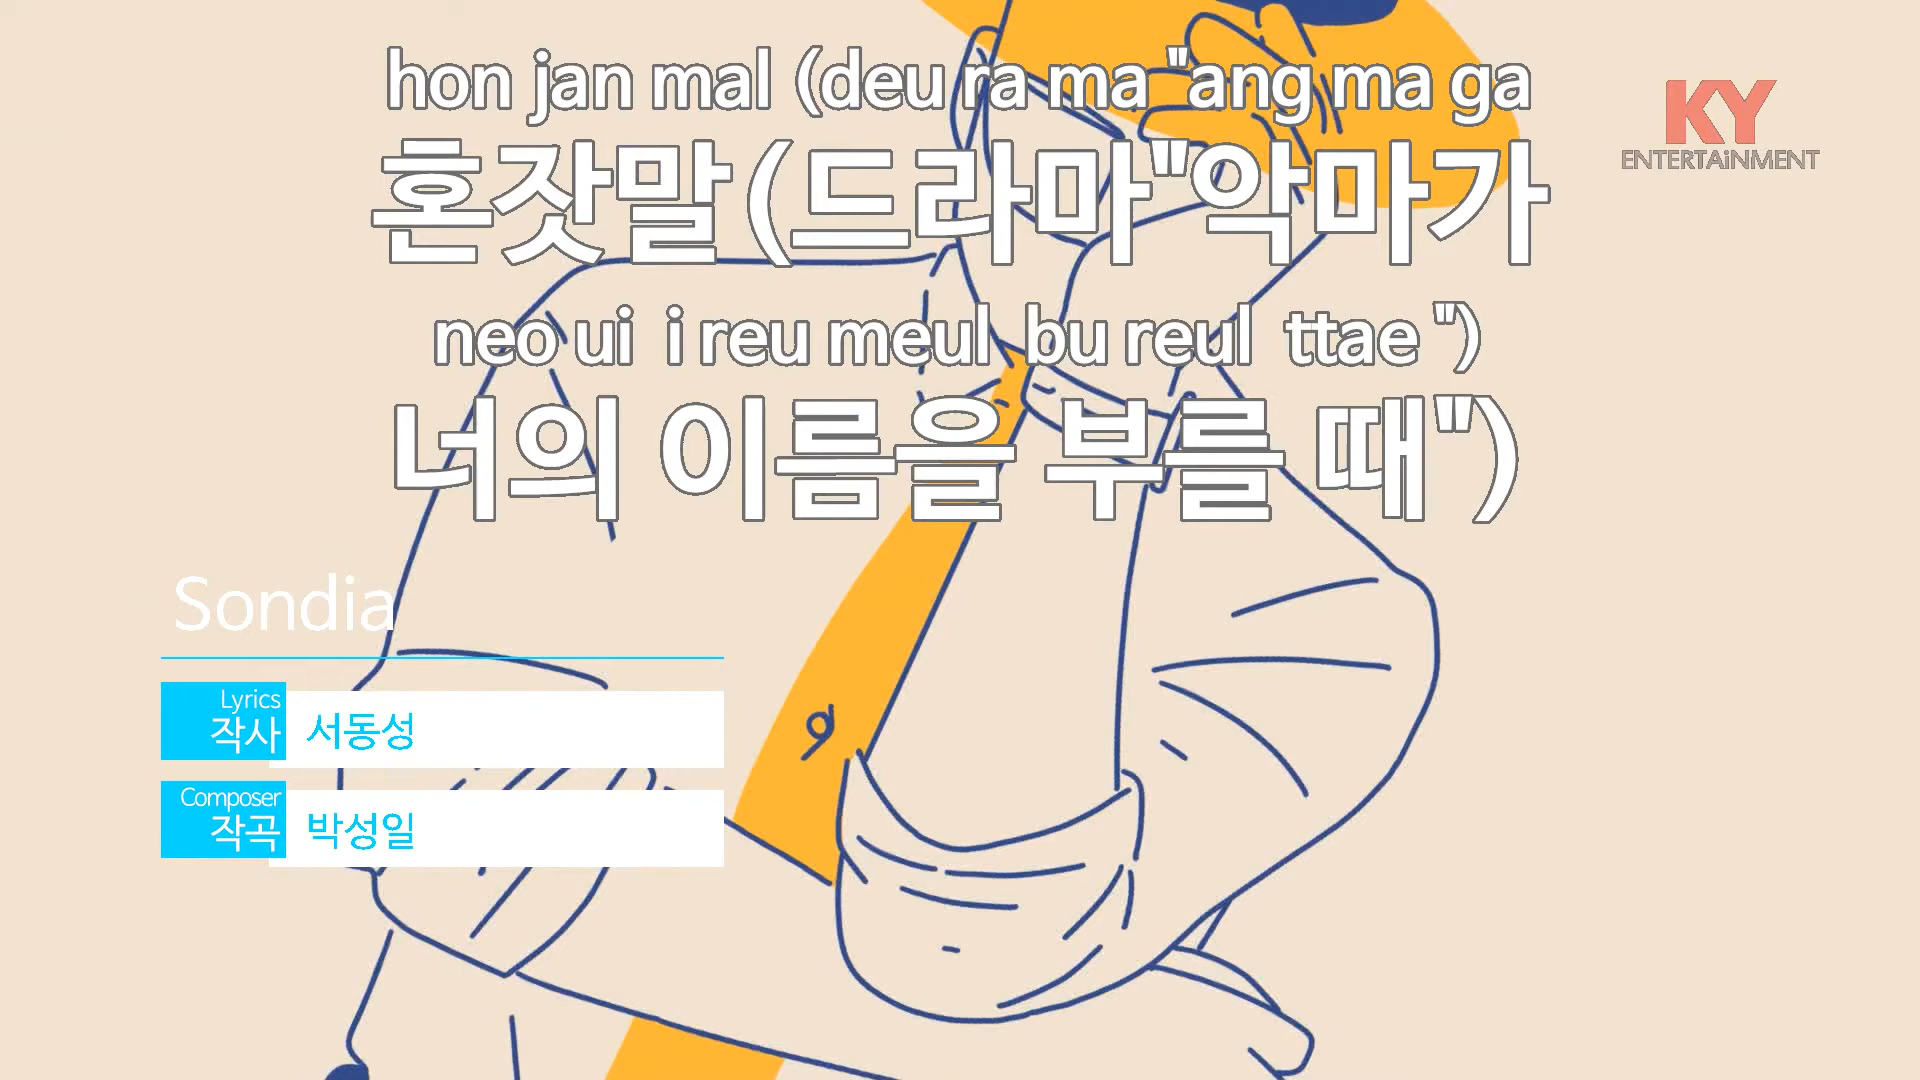 hon jan mal (deu ra ma "ang ma ga
혼잣말(드라마"악마가
neo ui i reu meul bu reul ttae ")
너의 이름을 부를 때")
KY
ENTERTAiNMENT
Sondia
Lyrics
작사 서동성
Composer
작곡 박성일